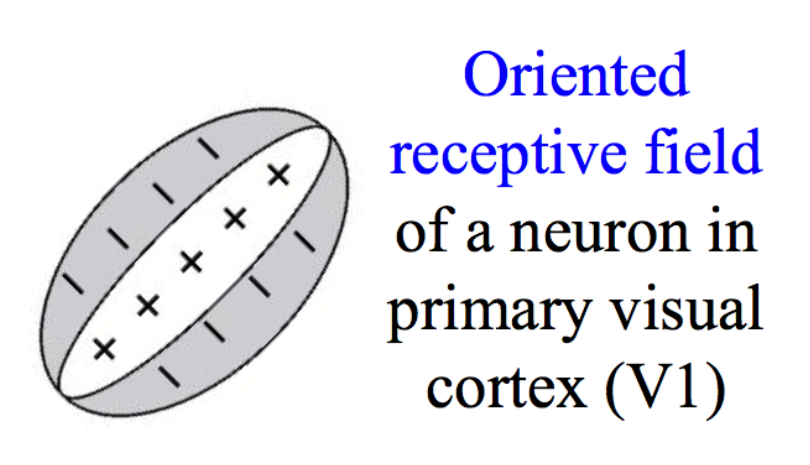 Oriented
receptive field
of a neuron in
primary visual
cortex (V1)